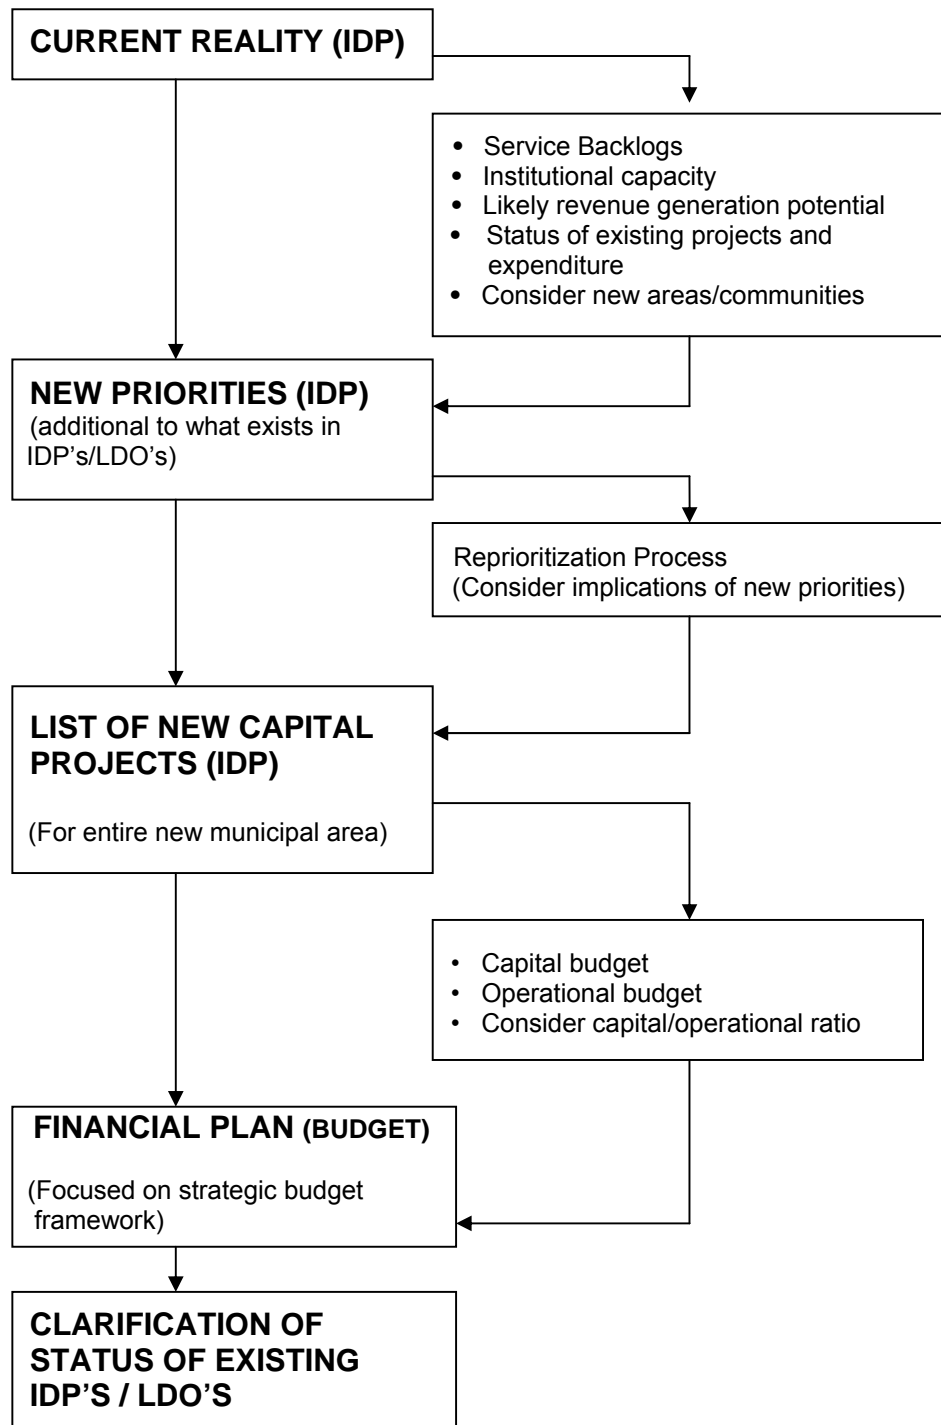 CURRENT REALITY (IDP)
• Service Backlogs
• Institutional capacity
• Likely revenue generation potential
• Status of existing projects and
expenditure
• Consider new areas/communities
NEW PRIORITIES (IDP)
(additional to what exists in
IDP’s/LDO’s)
Reprioritization Process
(Consider implications of new priorities)
LIST OF NEW CAPITAL
PROJECTS (IDP)
(For entire new municipal area)
• Capital budget
• Operational budget
• Consider capital/operational ratio
FINANCIAL PLAN (BUDGET)
(Focused on strategic budget
framework)
CLARIFICATION OF
STATUS OF EXISTING
IDP’S / LDO’S